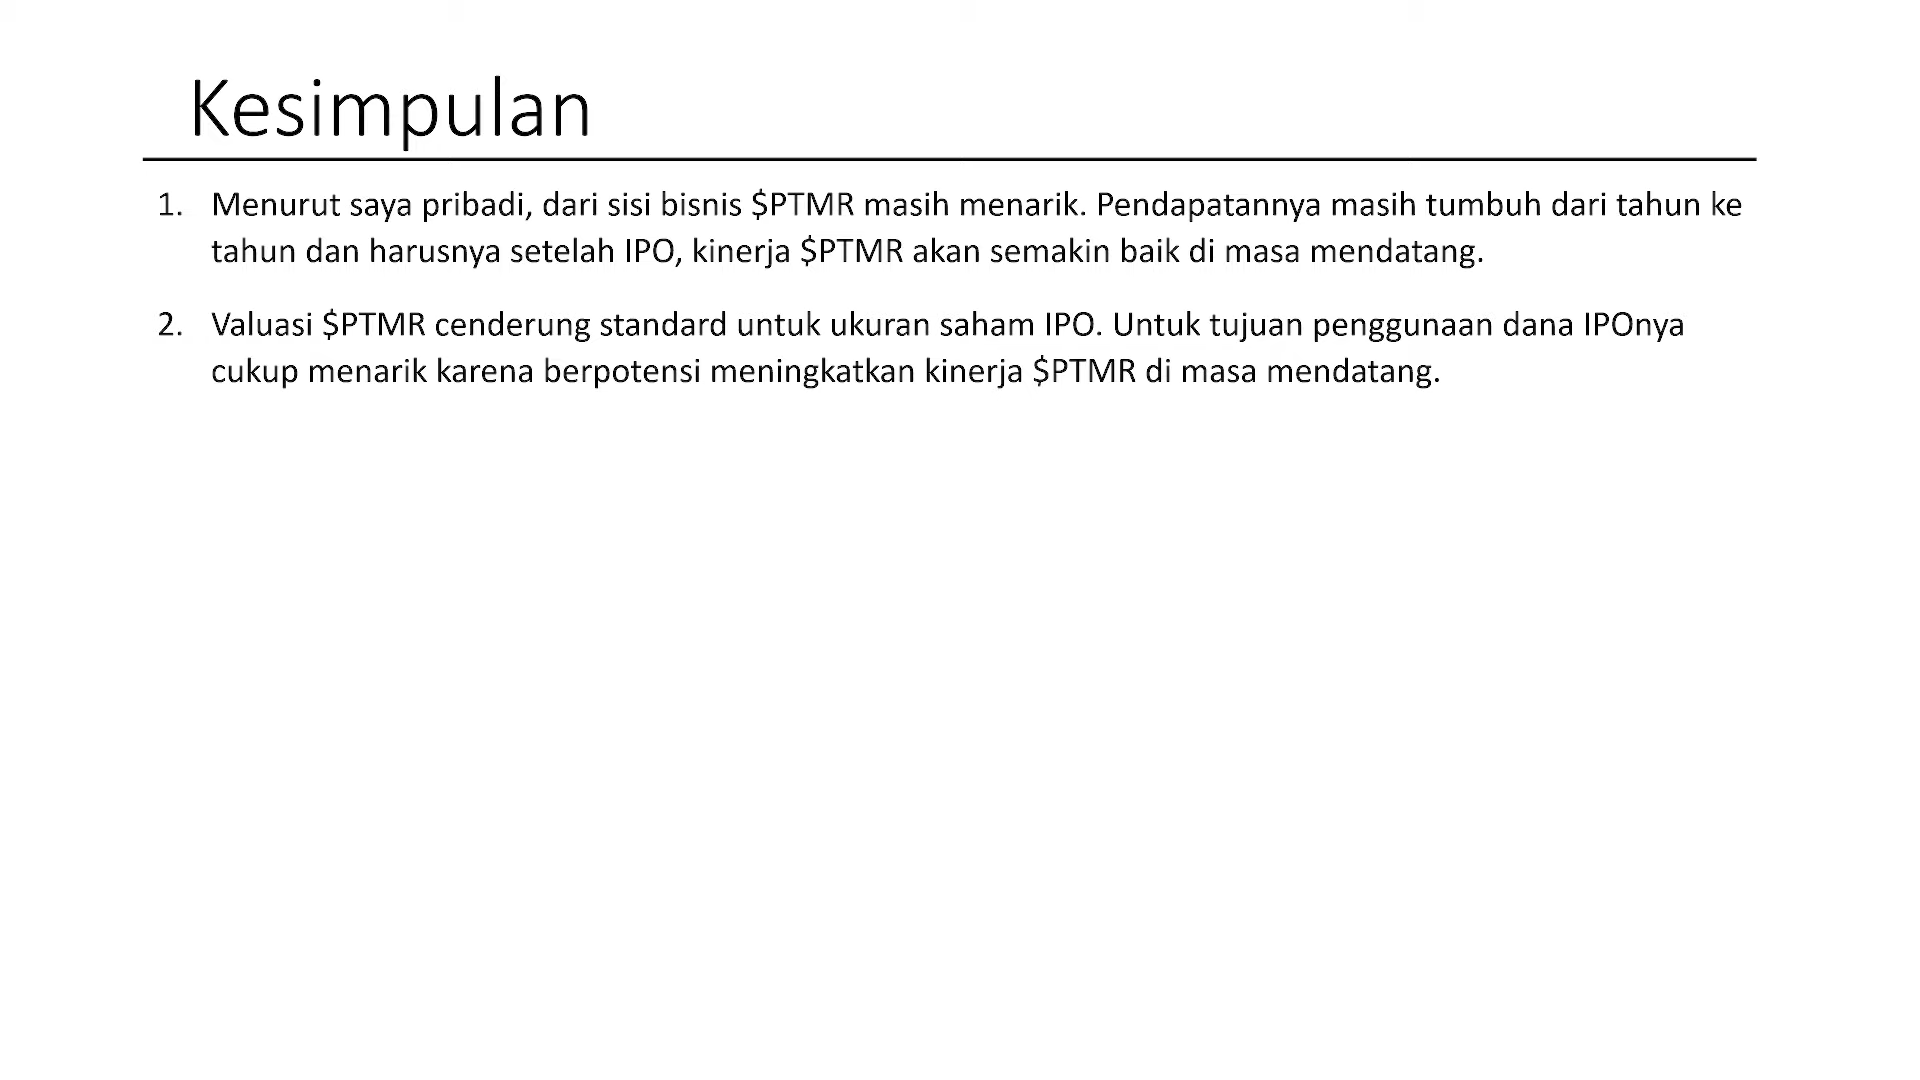 Kesimpulan
1. Menurut saya pribadi, dari sisi bisnis $PTMR masih menarik. Pendapatannya masih tumbuh dari tahun ke
tahun dan harusnya setelah IPO, kinerja $PTMR akan semakin baik di masa mendatang.
2. Valuasi $PTMR cenderung standard untuk ukuran saham IPO. Untuk tujuan penggunaan dana IPOnya
cukup menarik karena berpotensi meningkatkan kinerja $PTMR di masa mendatang.